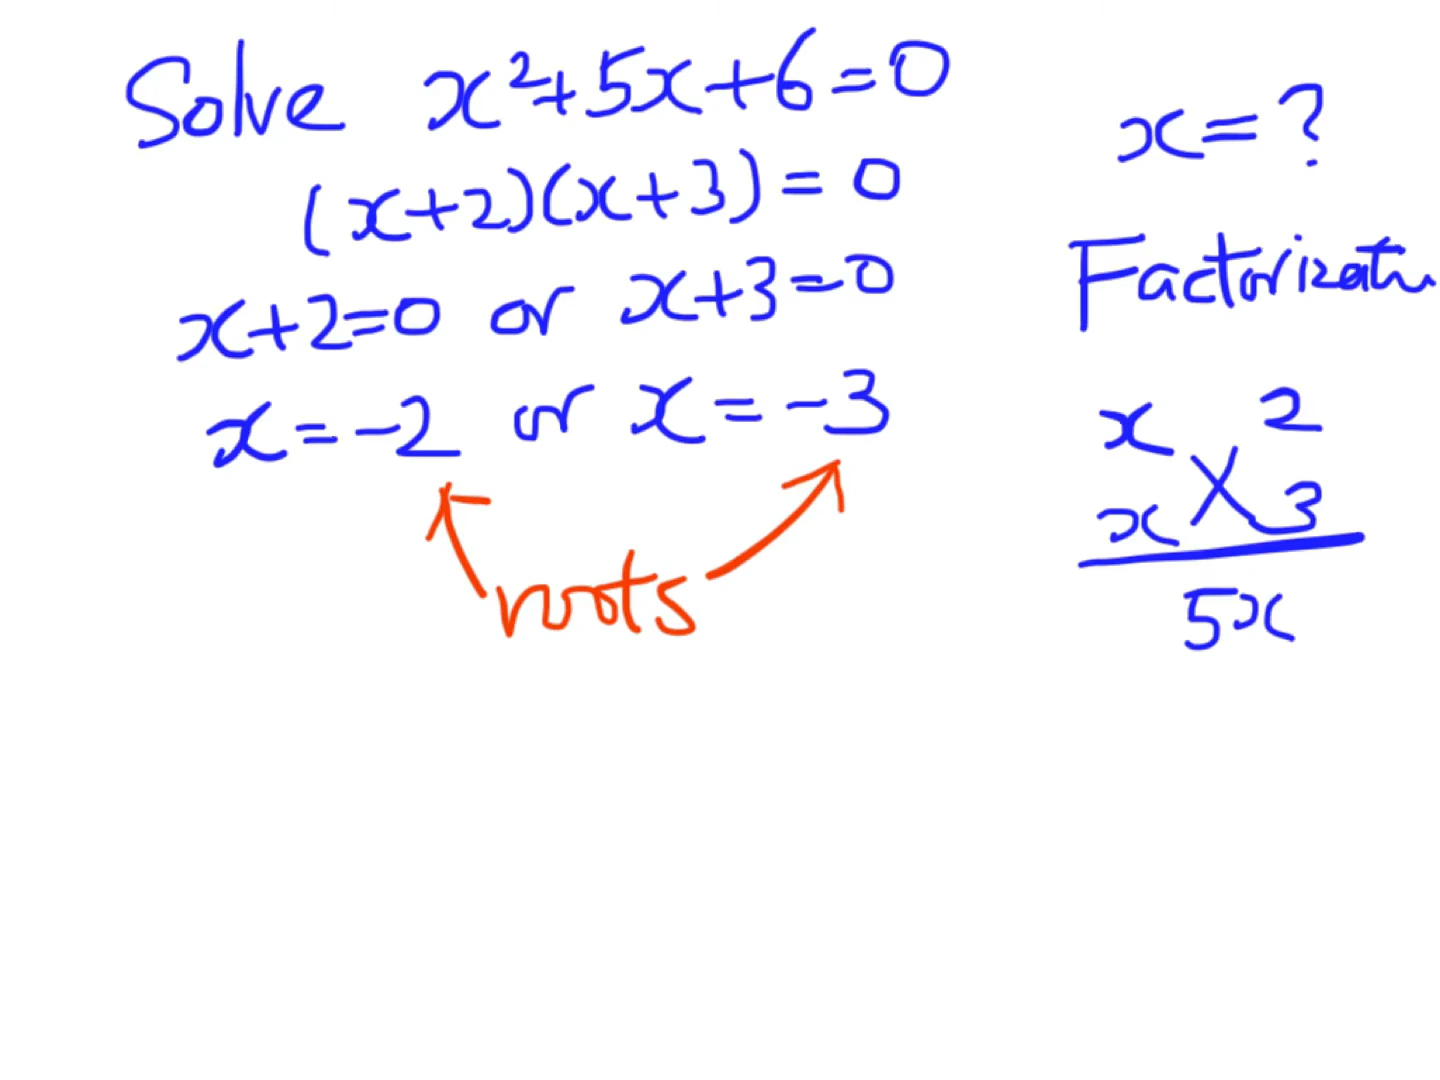 Solve x²+5x+6=0
(x+2)(x+3)=0
x+2=0 or x+3=0
x=-2 or x=-3
roots
x=?
x 2
x 3
5x